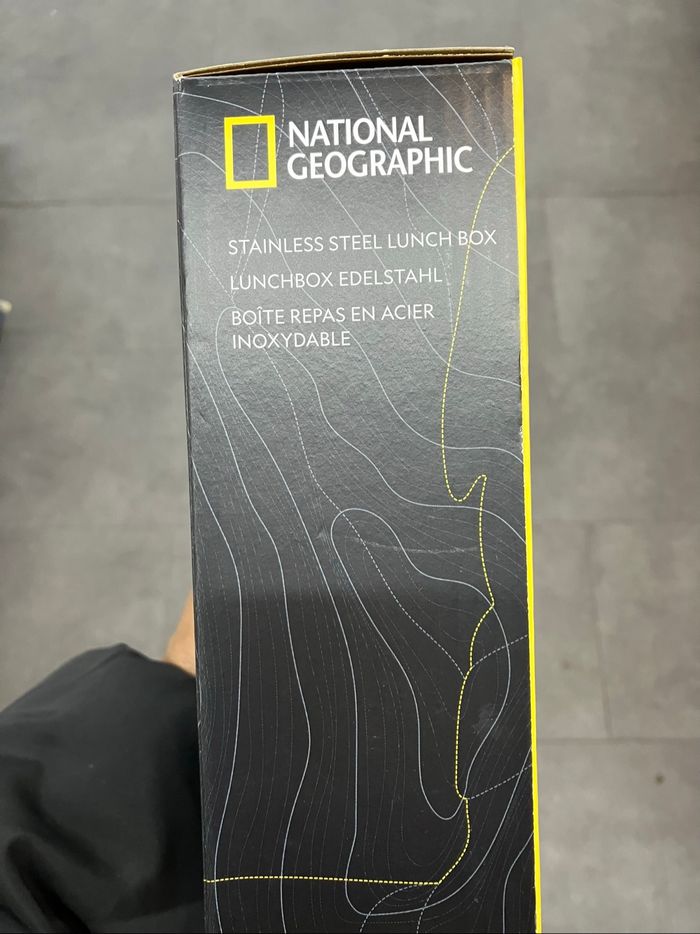 NATIONAL
GEOGRAPHIC
STAINLESS STEEL LUNCH BOX
LUNCHBOX EDELSTAHL
BOÎTE REPAS EN ACIER
INOXYDABLE